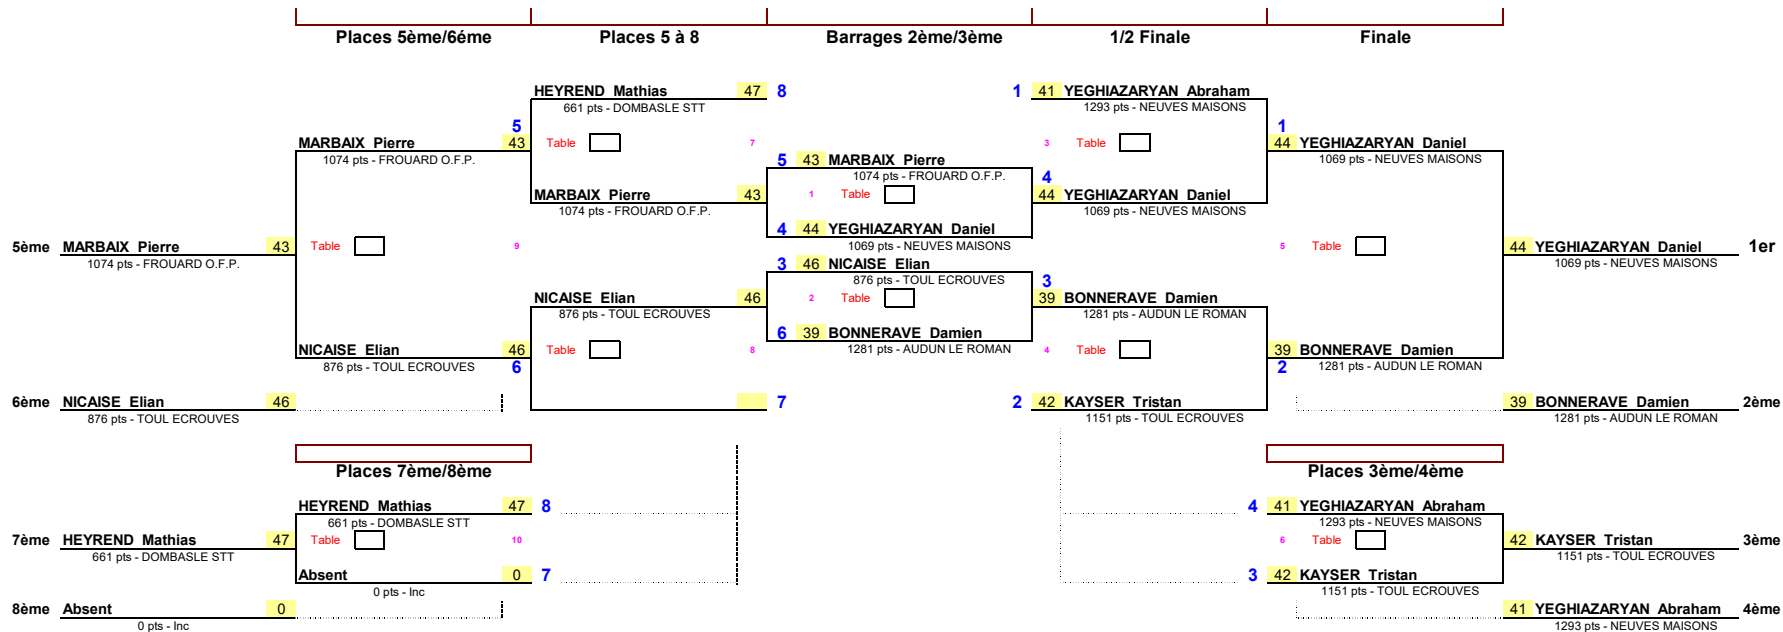 Places 5ème/6éme Places 5 à 8 Barrages 2ème/3ème 1/2 Finale Finale
HEYREND Mathias 47 8 1 41 YEGHIAZARYAN Abraham
661 pts - DOMBASLE STT 1293 pts - NEUVES MAISONS
5 1
MARBAIX Pierre 43 Table 7 3 Table 44 YEGHIAZARYAN Daniel
1074 pts - FROUARD O.F.P. 5 43 MARBAIX Pierre 1069 pts - NEUVES MAISONS
1074 pts - FROUARD O.F.P. 4
MARBAIX Pierre 43 1 Table 44 YEGHIAZARYAN Daniel
1074 pts - FROUARD O.F.P. 1069 pts - NEUVES MAISONS
4 44 YEGHIAZARYAN Daniel
5ème MARBAIX Pierre 43 Table 9 1069 pts - NEUVES MAISONS 5 Table 44 YEGHIAZARYAN Daniel 1er
1074 pts - FROUARD O.F.P. 3 46 NICAISE Elian 1069 pts - NEUVES MAISONS
876 pts - TOUL ECROUVES 3
NICAISE Elian 46 2 Table 39 BONNERAVE Damien
876 pts - TOUL ECROUVES 1281 pts - AUDUN LE ROMAN
6 39 BONNERAVE Damien
NICAISE Elian 46 Table 8 1281 pts - AUDUN LE ROMAN 4 Table 39 BONNERAVE Damien
876 pts - TOUL ECROUVES 6 2 1281 pts - AUDUN LE ROMAN
6ème NICAISE Elian 46 7 2 42 KAYSER Tristan 39 BONNERAVE Damien 2ème
876 pts - TOUL ECROUVES 1151 pts - TOUL ECROUVES 1281 pts - AUDUN LE ROMAN
Places 7ème/8ème Places 3ème/4ème
HEYREND Mathias 47 8 4 41 YEGHIAZARYAN Abraham
661 pts - DOMBASLE STT 1293 pts - NEUVES MAISONS
7ème HEYREND Mathias 47 Table 10 6 Table 42 KAYSER Tristan 3ème
661 pts - DOMBASLE STT 1151 pts - TOUL ECROUVES
Absent 0 7 3 42 KAYSER Tristan
0 pts - Inc 1151 pts - TOUL ECROUVES
8ème Absent 0 41 YEGHIAZARYAN Abraham 4ème
0 pts - Inc 1293 pts - NEUVES MAISONS